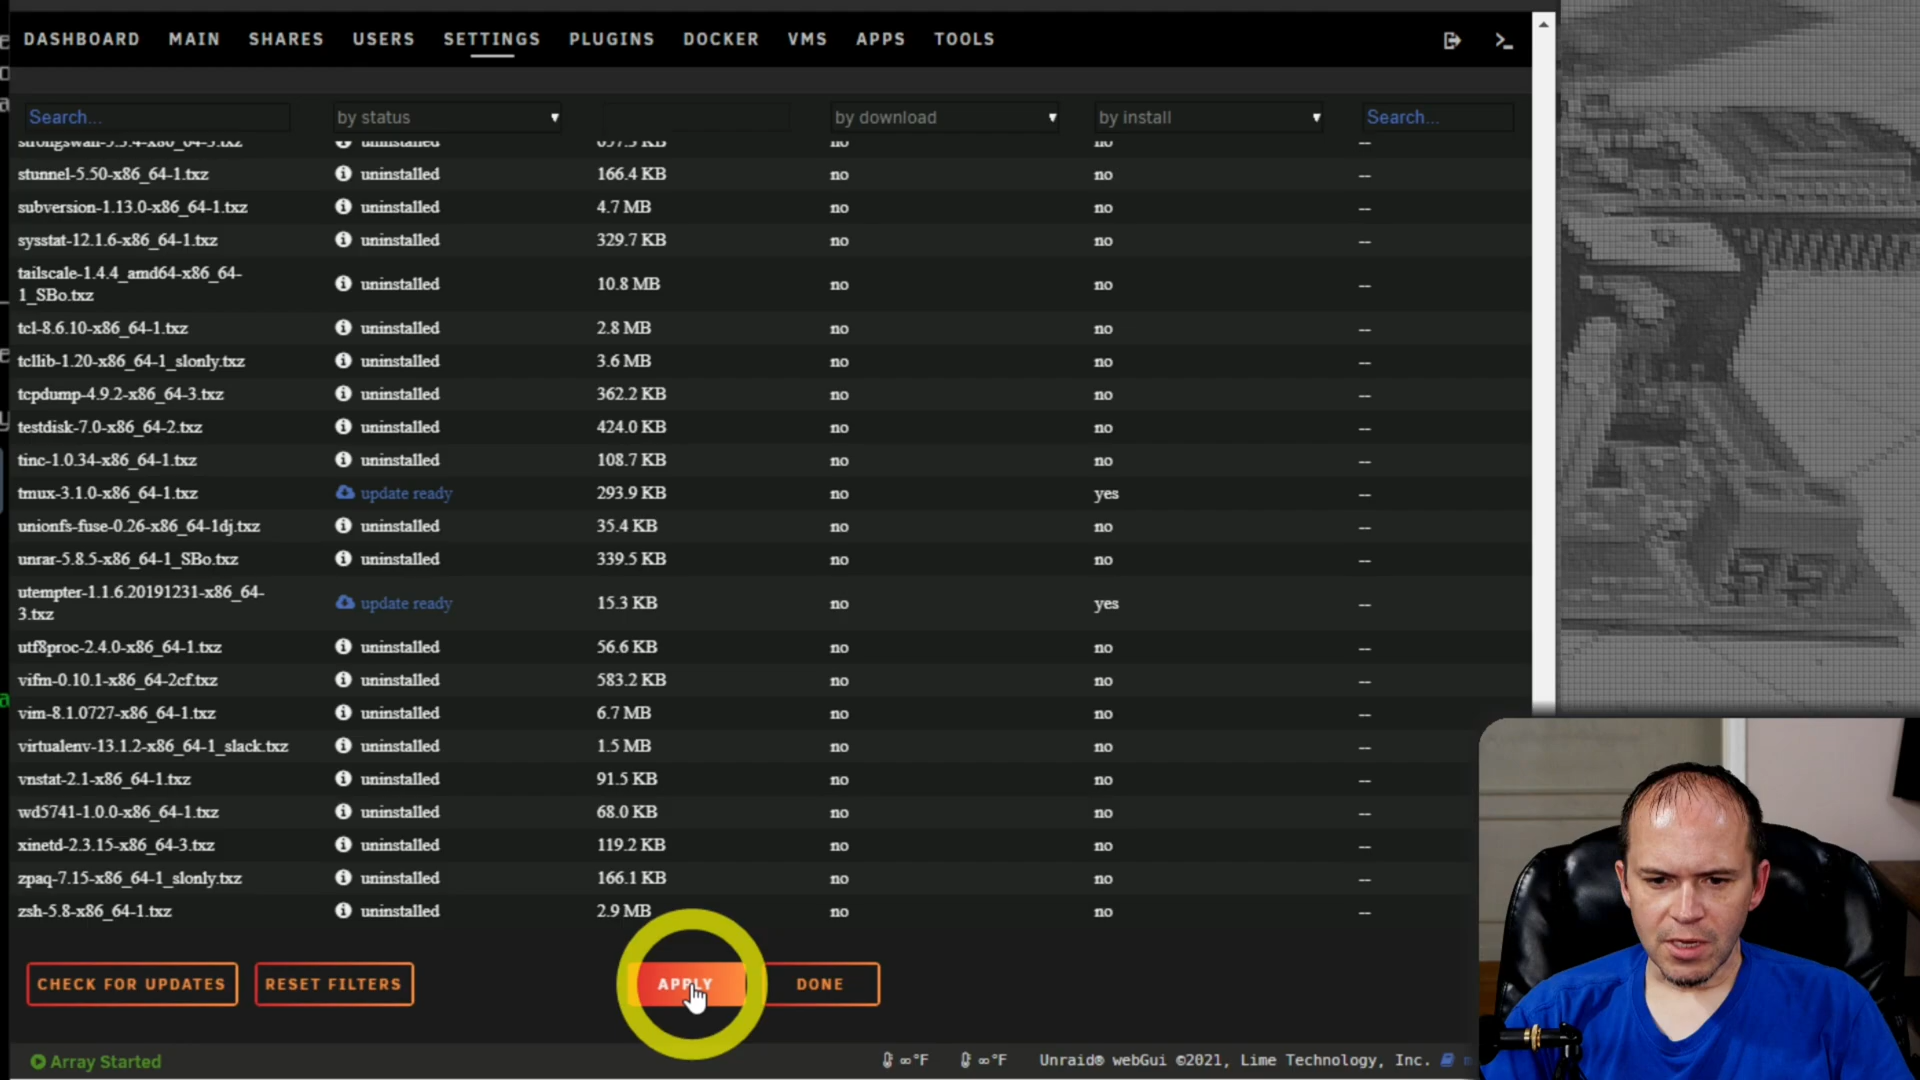 DASHBOARD MAIN SHARES USERS SETTINGS PLUGINS DOCKER VMS APPS TOOLS
Search... by status by download by install Search...
strongswan-5.5.4-x86_64-5.txz uninstalled KB no no --
stunnel-5.50-x86_64-1.txz uninstalled 166.4 KB no no --
subversion-1.13.0-x86_64-1.txz uninstalled 4.7 MB no no --
sysstat-12.1.6-x86_64-1.txz uninstalled 329.7 KB no no --
tailscale-1.4.4_amd64-x86_64-
1_SBo.txz uninstalled 10.8 MB no no --
tcl-8.6.10-x86_64-1.txz uninstalled 2.8 MB no no --
tcllib-1.20-x86_64-1_slonly.txz uninstalled 3.6 MB no no --
tcpdump-4.9.2-x86_64-3.txz uninstalled 362.2 KB no no --
testdisk-7.0-x86_64-2.txz uninstalled 424.0 KB no no --
tinc-1.0.34-x86_64-1.txz uninstalled 108.7 KB no no --
tmux-3.1.0-x86_64-1.txz update ready 293.9 KB no yes --
unionfs-fuse-0.26-x86_64-1dj.txz uninstalled 35.4 KB no no --
unrar-5.8.5-x86_64-1_SBo.txz uninstalled 339.5 KB no no --
utempter-1.1.6.20191231-x86_64-
3.txz update ready 15.3 KB no yes --
utf8proc-2.4.0-x86_64-1.txz uninstalled 56.6 KB no no --
vifm-0.10.1-x86_64-2cf.txz uninstalled 583.2 KB no no --
vim-8.1.0727-x86_64-1.txz uninstalled 6.7 MB no no --
virtualenv-13.1.2-x86_64-1_slack.txz uninstalled 1.5 MB no no --
vnstat-2.1-x86_64-1.txz uninstalled 91.5 KB no no --
wd5741-1.0.0-x86_64-1.txz uninstalled 68.0 KB no no --
xinetd-2.3.15-x86_64-3.txz uninstalled 119.2 KB no no --
zpaq-7.15-x86_64-1_slonly.txz uninstalled 166.1 KB no no
zsh-5.8-x86_64-1.txz uninstalled 2.9 MB no no --
CHECK FOR UPDATES RESET FILTERS APPLY DONE
Array Started ∞°F ∞°F Unraid® webGui ©2021, Lime Technology, Inc.